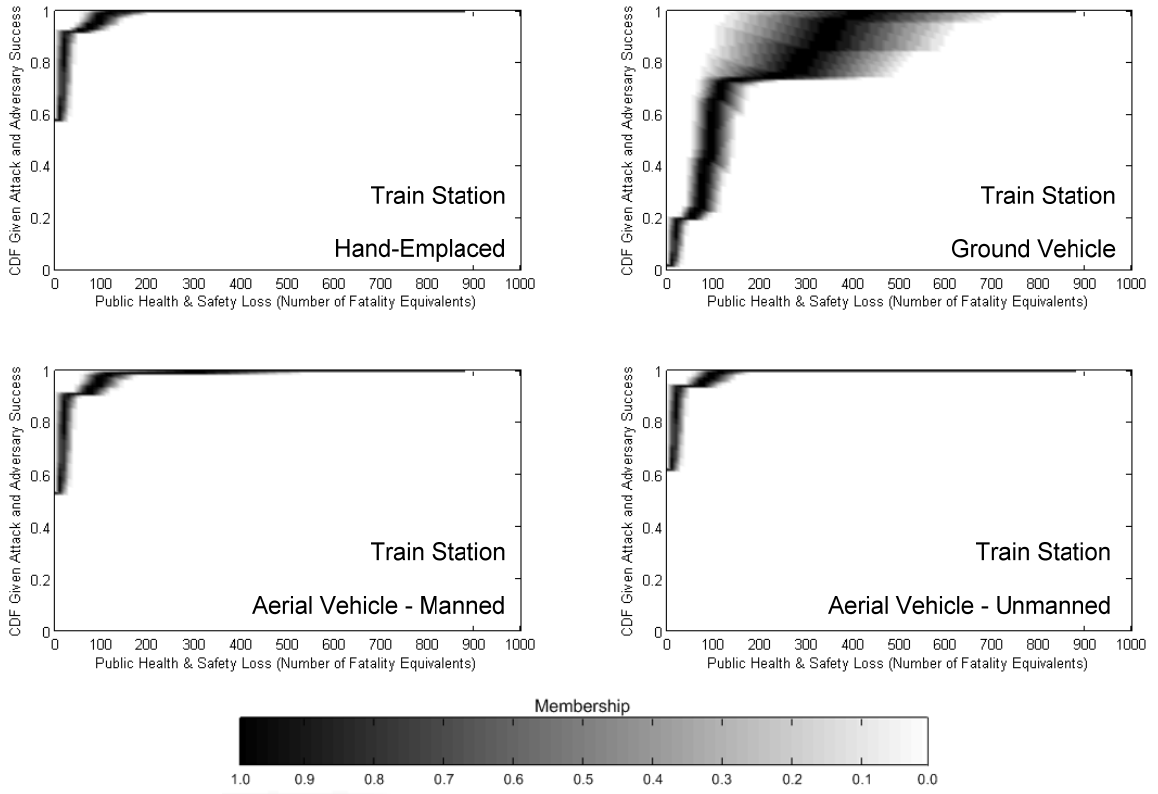 CDF Given Attack and Adversary Success
1
0.8
0.6
0.4
0.2
0
Train Station
Hand-Emplaced
0 100 200 300 400 500 600 700 800 900 1000
Public Health & Safety Loss (Number of Fatality Equivalents)
CDF Given Attack and Adversary Success
1
0.8
0.6
0.4
0.2
0
Train Station
Ground Vehicle
0 100 200 300 400 500 600 700 800 900 1000
Public Health & Safety Loss (Number of Fatality Equivalents)
CDF Given Attack and Adversary Success
1
0.8
0.6
0.4
0.2
0
Train Station
Aerial Vehicle - Manned
0 100 200 300 400 500 600 700 800 900 1000
Public Health & Safety Loss (Number of Fatality Equivalents)
CDF Given Attack and Adversary Success
1
0.8
0.6
0.4
0.2
0
Train Station
Aerial Vehicle - Unmanned
0 100 200 300 400 500 600 700 800 900 1000
Public Health & Safety Loss (Number of Fatality Equivalents)
Membership
1.0 0.9 0.8 0.7 0.6 0.5 0.4 0.3 0.2 0.1 0.0